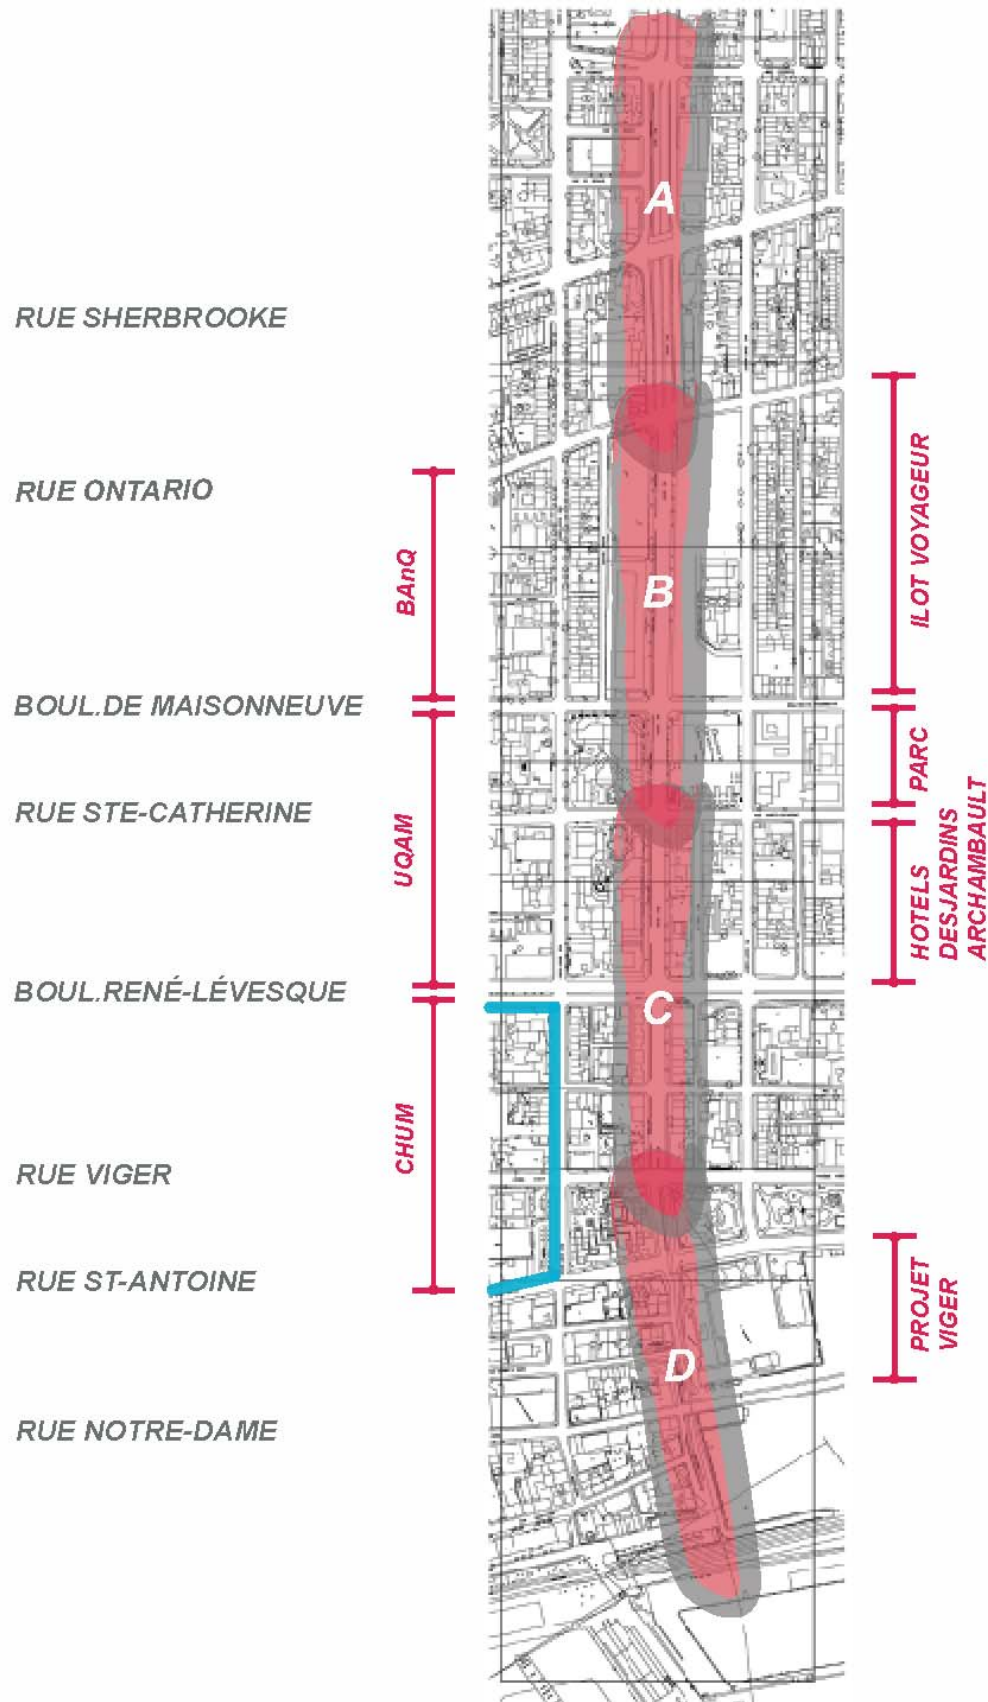 A
RUE SHERBROOKE
RUE ONTARIO
BAnQ
ILOT VOYAGEUR
B
BOUL.DE MAISONNEUVE
PARC
RUE STE-CATHERINE
UQAM
HOTELS
DESJARDINS
ARCHAMBAULT
BOUL.RENÉ-LÉVESQUE
C
CHUM
RUE VIGER
RUE ST-ANTOINE
PROJET
VIGER
D
RUE NOTRE-DAME